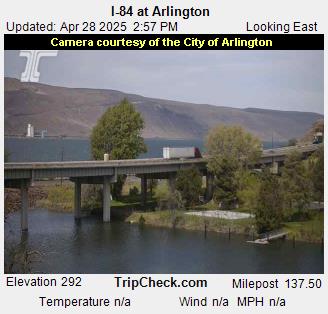 I-84 at Arlington
Updated: Apr 28 2025 2:57 PM Looking East
Camera courtesy of the City of Arlington
Elevation 292 TripCheck.com Milepost 137.50
Temperature n/a Wind n/a MPH n/a